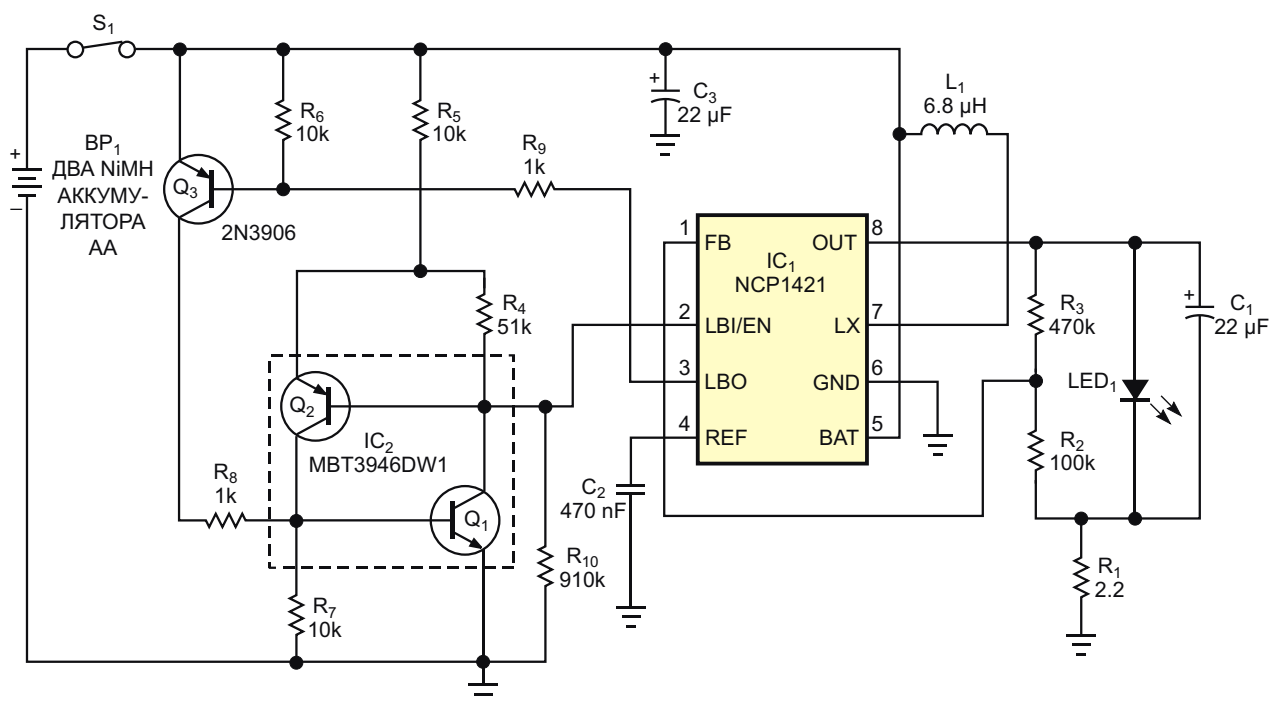 S₁
+
BP₁
ДВА NiMH
АККУМУ-
ЛЯТОРА
АА
–
Q₃
2N3906
R₆
10k
R₅
10k
R₉
1k
+
C₃
22 µF
L₁
6.8 µH
R₄
51k
Q₂
IC₂
MBT3946DW1
Q₁
R₈
1k
R₇
10k
R₁₀
910k
C₂
470 nF
1
FB
2
LBI/EN
3
LBO
4
REF
IC₁
NCP1421
8
OUT
7
LX
6
GND
5
BAT
R₃
470k
R₂
100k
LED₁
+
C₁
22 µF
R₁
2.2